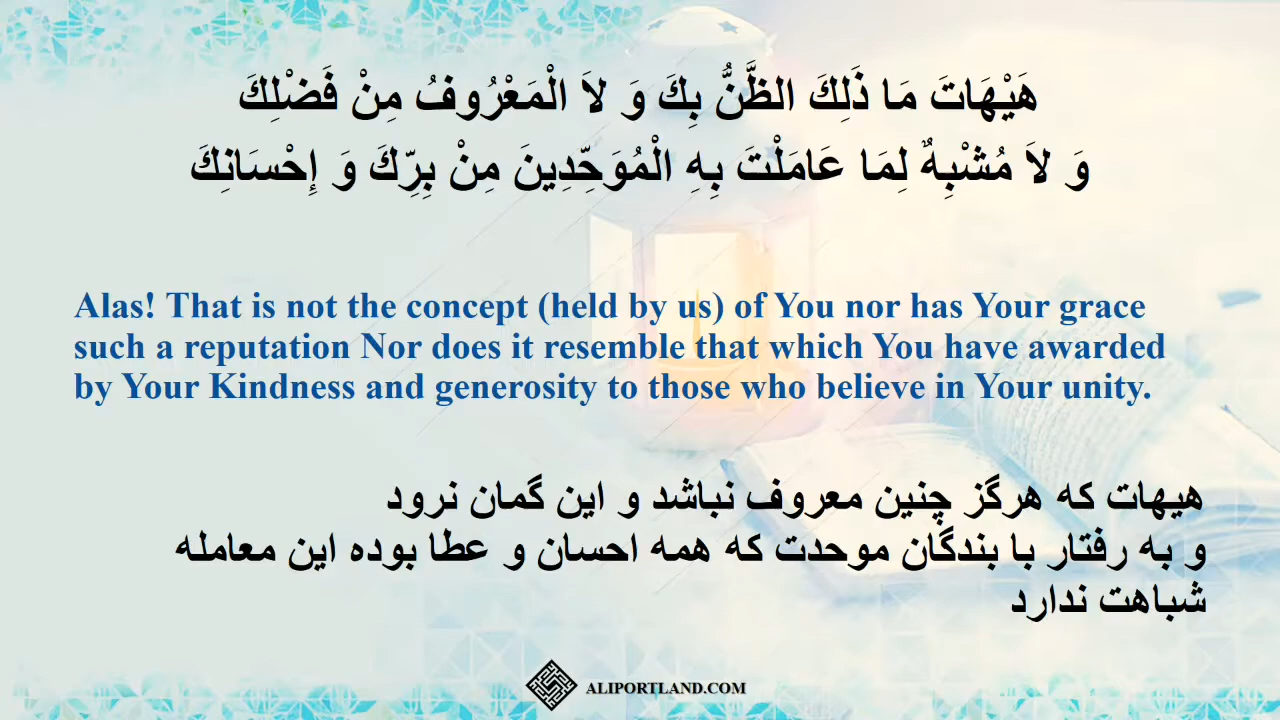 هَيْهَاتَ مَا ذَلِكَ الظَّنُّ بِكَ وَ لاَ الْمَعْرُوفُ مِنْ فَضْلِكَ
وَ لاَ مُشْبِهٌ لِمَا عَامَلْتَ بِهِ الْمُوَحِّدِينَ مِنْ بِرِّكَ وَ إِحْسَانِكَ
Alas! That is not the concept (held by us) of You nor has Your grace
such a reputation Nor does it resemble that which You have awarded
by Your Kindness and generosity to those who believe in Your unity.
هیهات که هرگز چنین معروف نباشد و این گمان نرود
و به رفتار با بندگان موحدت که همه احسان و عطا بوده این معامله
شباهت ندارد
ALIPORTLAND.COM